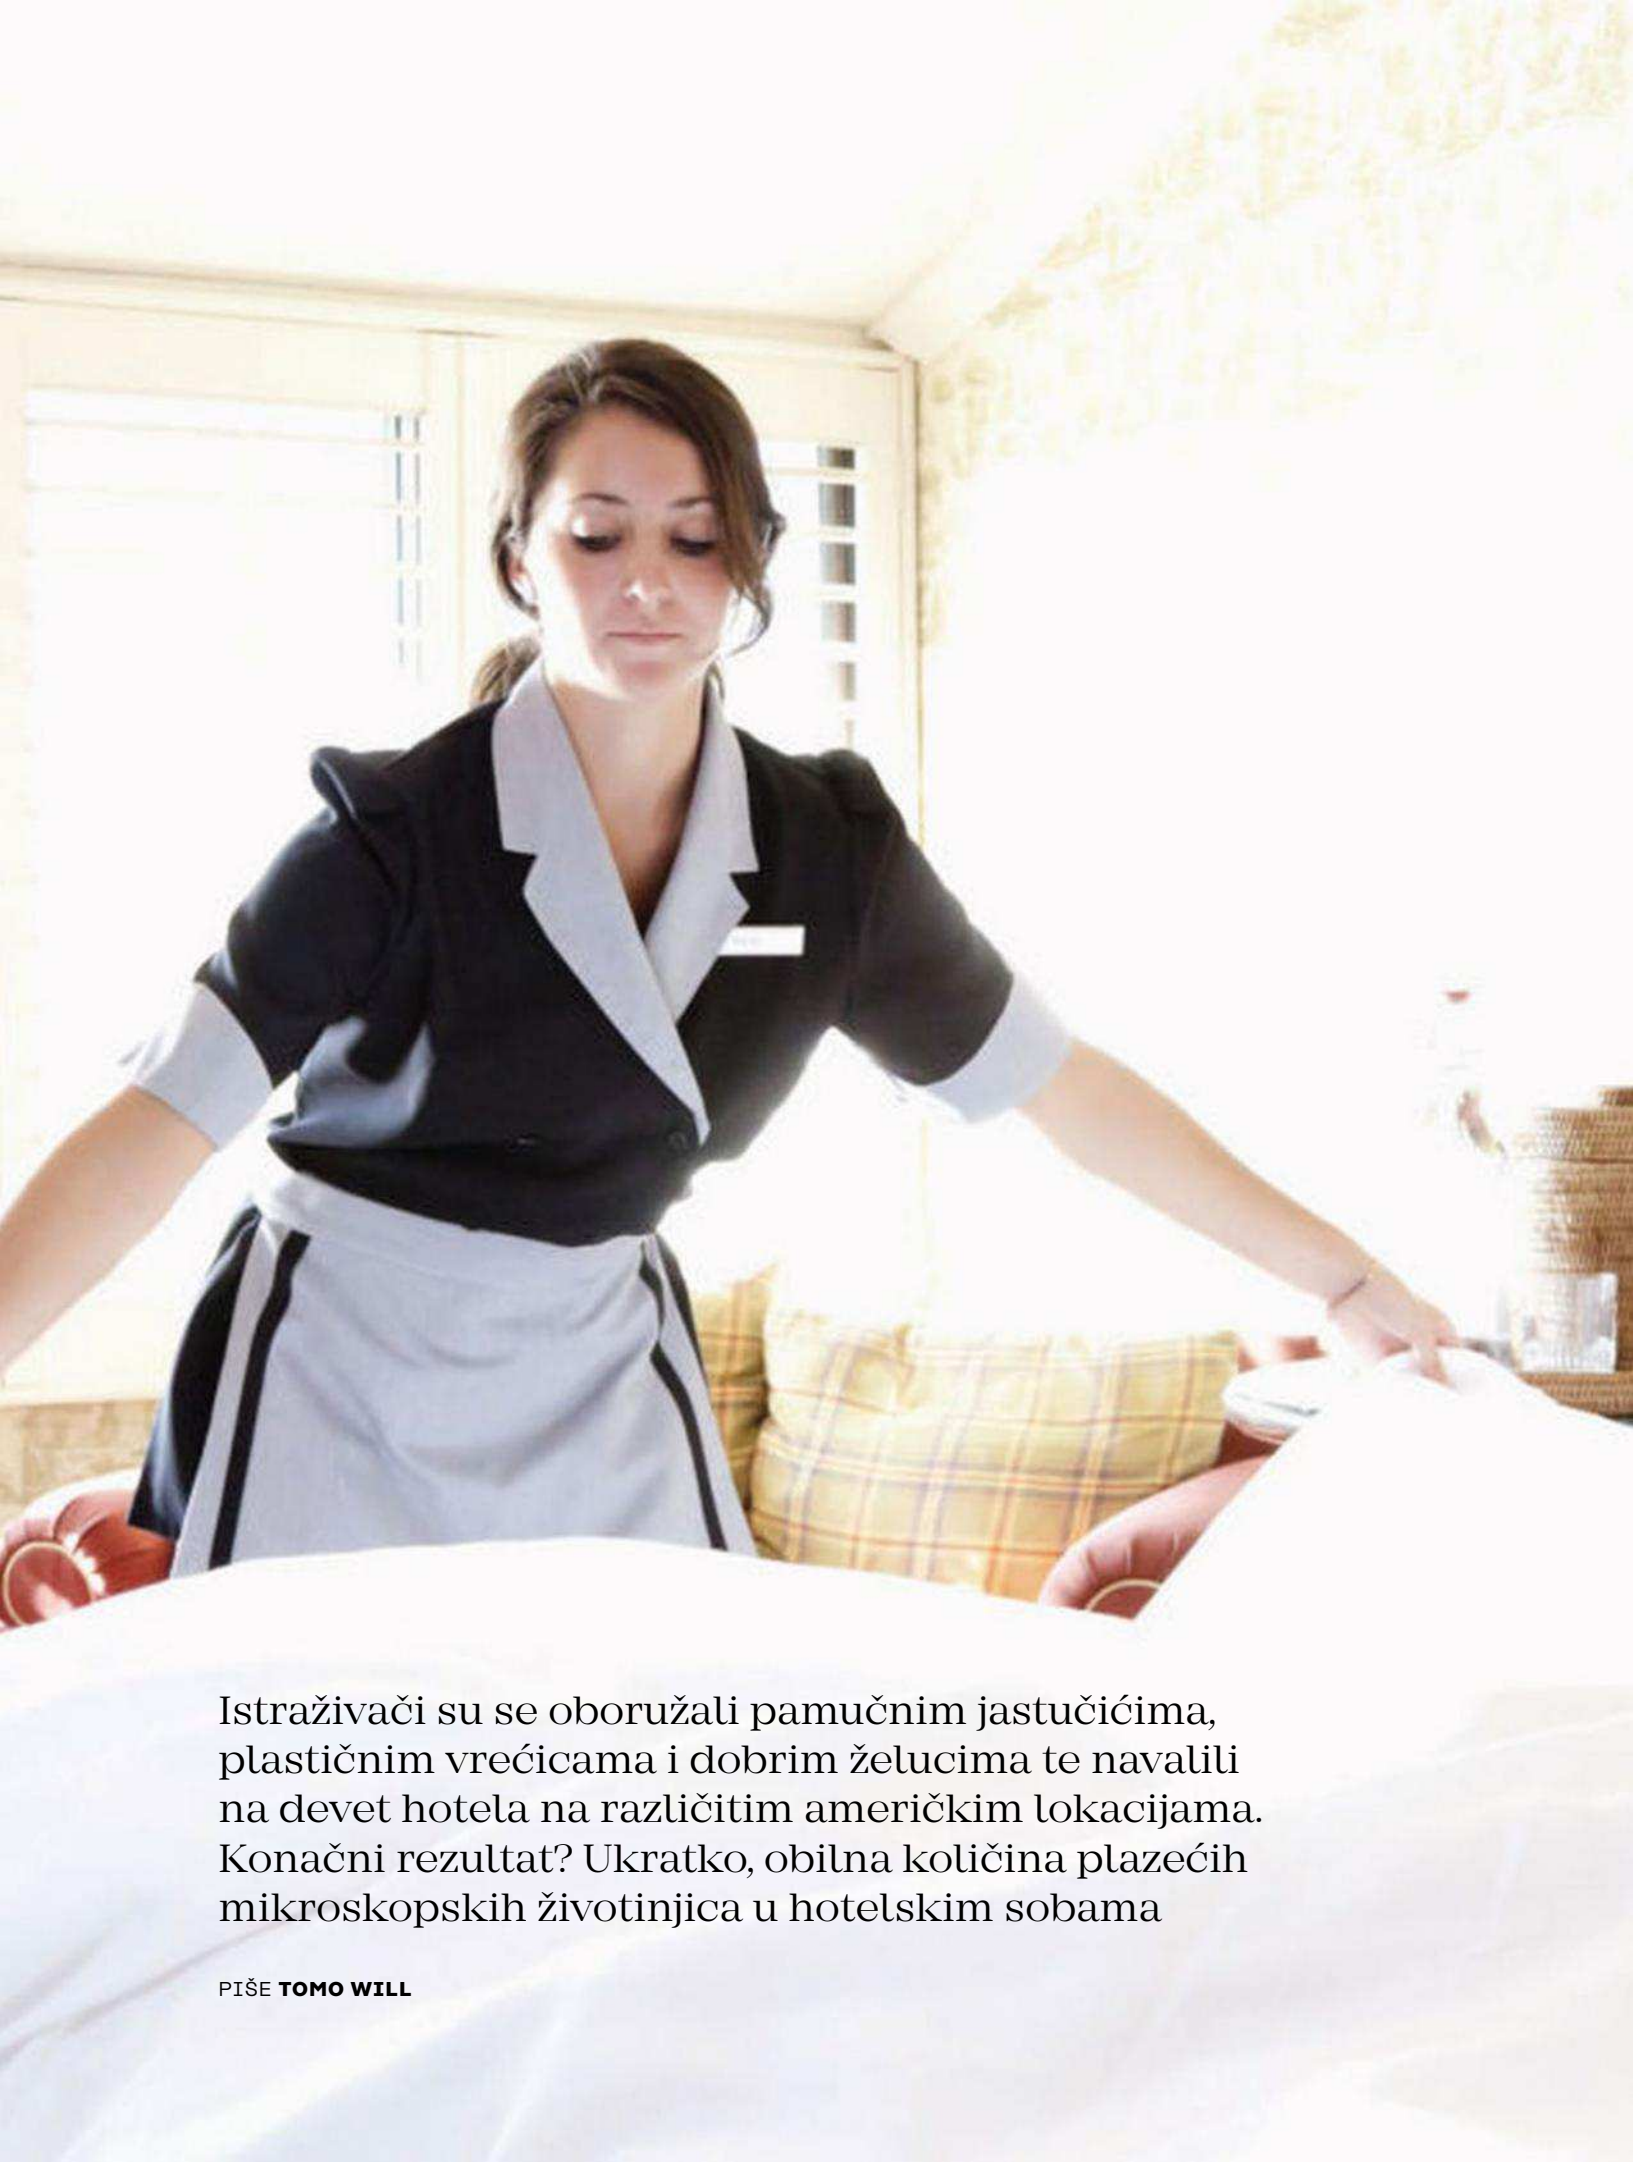 Istraživači su se oboružali pamučnim jastučićima,
plastičnim vrećicama i dobrim želucima te navalili
na devet hotela na različitim američkim lokacijama.
Konačni rezultat? Ukratko, obilna količina plazećih
mikroskopskih životinjica u hotelskim sobama
PIŠE TOMO WILL